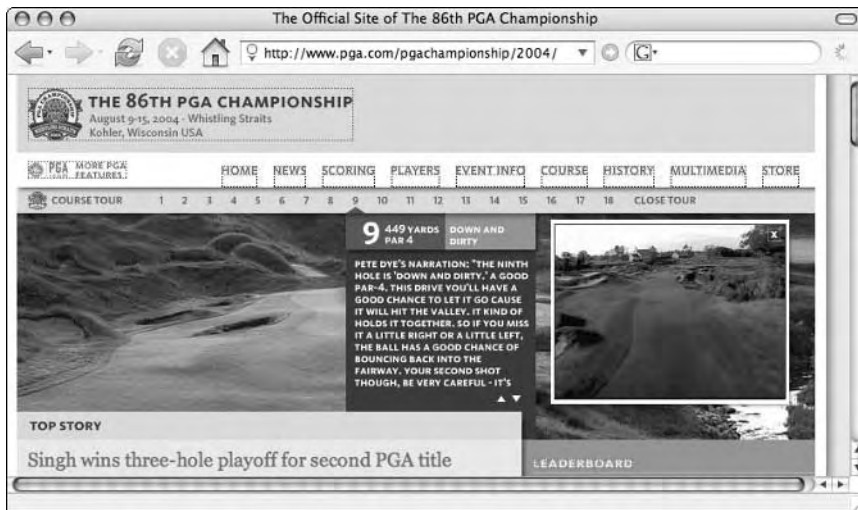 The Official Site of The 86th PGA Championship
http://www.pga.com/pgachampionship/2004/
G
THE 86TH PGA CHAMPIONSHIP
August 9-15, 2004 - Whistling Straits
Kohler, Wisconsin USA
PGA MORE PGA FEATURES
HOME NEWS SCORING PLAYERS EVENT INFO COURSE HISTORY MULTIMEDIA STORE
COURSE TOUR 1 2 3 4 5 6 7 8 9 10 11 12 13 14 15 16 17 18 CLOSE TOUR
9 449 YARDS PAR 4
DOWN AND DIRTY
X
PETE DYE'S NARRATION: "THE NINTH
HOLE IS 'DOWN AND DIRTY.' A GOOD
PAR-4. THIS DRIVE YOU'LL HAVE A
GOOD CHANCE TO LET IT GO CAUSE
IT WILL HIT THE VALLEY. IT KIND OF
HOLDS IT TOGETHER. SO IF YOU MISS
IT A LITTLE RIGHT OR A LITTLE LEFT,
THE BALL HAS A GOOD CHANCE OF
BOUNCING BACK INTO THE
FAIRWAY. YOUR SECOND SHOT
THOUGH, BE VERY CAREFUL - IT'S
TOP STORY
Singh wins three-hole playoff for second PGA title
LEADERBOARD